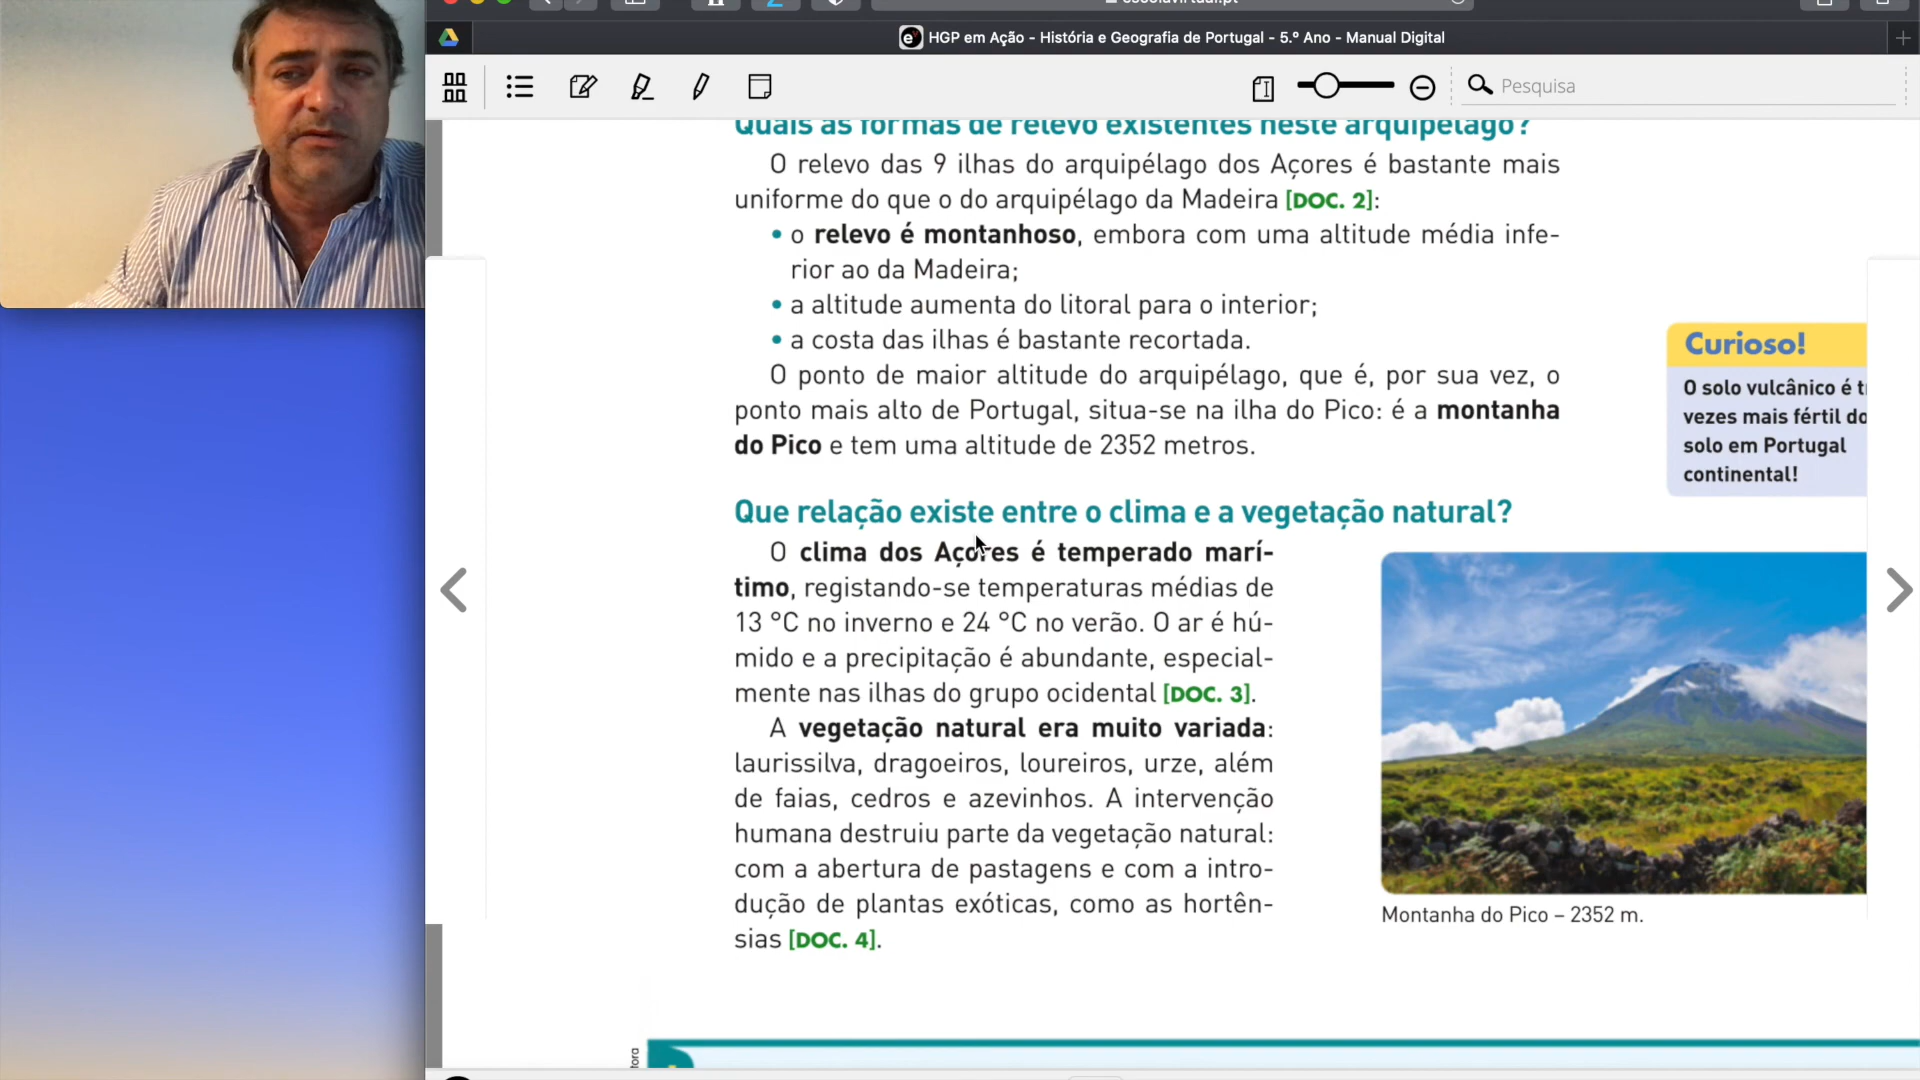 HGP em Ação - História e Geografia de Portugal - 5.º Ano - Manual Digital
Pesquisa
Quais as formas de relevo existentes neste arquipélago?
O relevo das 9 ilhas do arquipélago dos Açores é bastante mais
uniforme do que o do arquipélago da Madeira [DOC. 2]:
• o relevo é montanhoso, embora com uma altitude média infe-
rior ao da Madeira;
• a altitude aumenta do litoral para o interior;
• a costa das ilhas é bastante recortada.
O ponto de maior altitude do arquipélago, que é, por sua vez, o
ponto mais alto de Portugal, situa-se na ilha do Pico: é a montanha
do Pico e tem uma altitude de 2352 metros.
Curioso!
O solo vulcânico é
vezes mais fértil do
solo em Portugal
continental!
Que relação existe entre o clima e a vegetação natural?
O clima dos Açores é temperado marí-
timo, registando-se temperaturas médias de
13 °C no inverno e 24 °C no verão. O ar é hú-
mido e a precipitação é abundante, especial-
mente nas ilhas do grupo ocidental [DOC. 3].
A vegetação natural era muito variada:
laurissilva, dragoeiros, loureiros, urze, além
de faias, cedros e azevinhos. A intervenção
humana destruiu parte da vegetação natural:
com a abertura de pastagens e com a intro-
dução de plantas exóticas, como as hortên-
sias [DOC. 4].
Montanha do Pico – 2352 m.